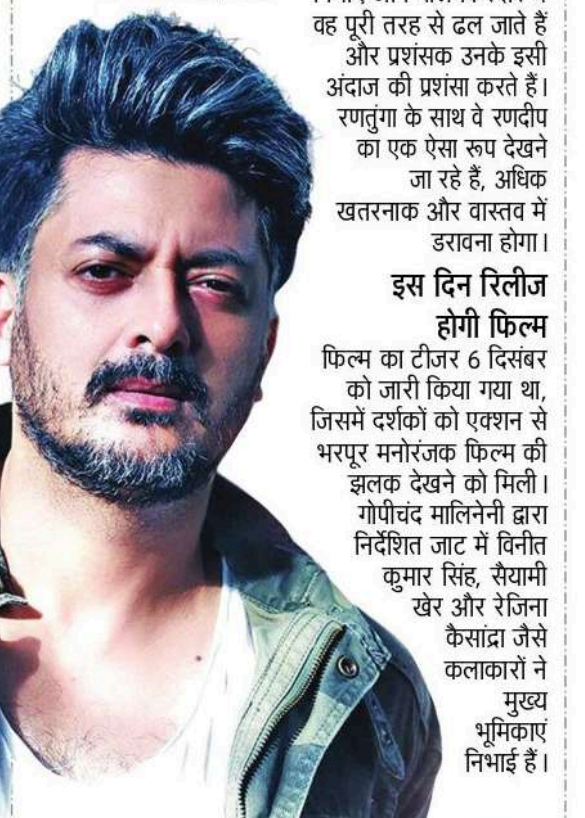 वह पूरी तरह से ढल जाते हैं
और प्रशंसक उनके इसी
अंदाज की प्रशंसा करते हैं।
रणतुंगा के साथ वे रणदीप
का एक ऐसा रूप देखने
जा रहे हैं, अधिक
खतरनाक और वास्तव में
डरावना होगा।
इस दिन रिलीज
होगी फिल्म
फिल्म का टीजर 6 दिसंबर
को जारी किया गया था,
जिसमें दर्शकों को एक्शन से
भरपूर मनोरंजक फिल्म की
झलक देखने को मिली।
गोपीचंद मालिनेनी द्वारा
निर्देशित जाट में विनीत
कुमार सिंह, सैयामी
खेर और रेजिना
कैसांद्रा जैसे
कलाकारों ने
मुख्य
भूमिकाएं
निभाई हैं।